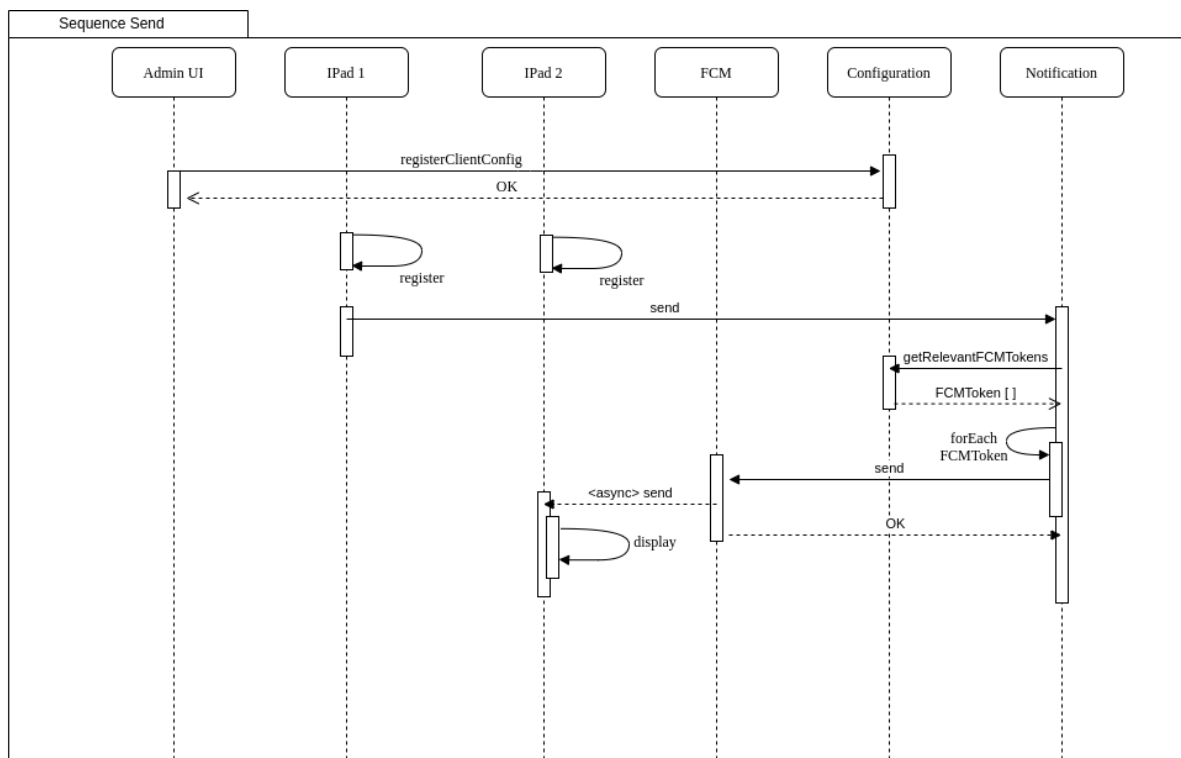 Sequence Send
Admin UI
IPad 1
IPad 2
FCM
Configuration
Notification
registerClientConfig
OK
register
register
send
getRelevantFCMTokens
FCMToken [ ]
forEach
FCMToken
send
<async> send
OK
display